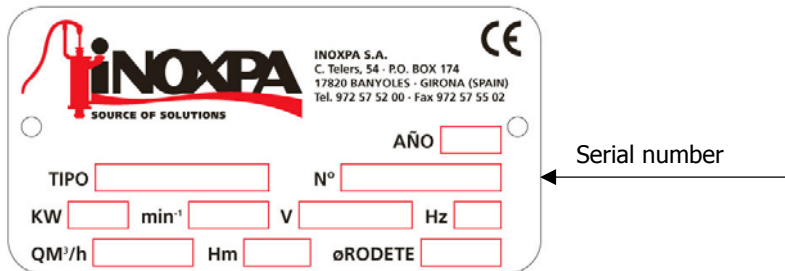 INOXPA
SOURCE OF SOLUTIONS
INOXPA S.A.
C. Telers, 54 - P.O. BOX 174
17820 BANYOLES - GIRONA (SPAIN)
Tel. 972 57 52 00 - Fax 972 57 55 02
CE
AÑO
TIPO Nº
KW min⁻¹ V Hz
QM³/h Hm øRODETE
Serial number